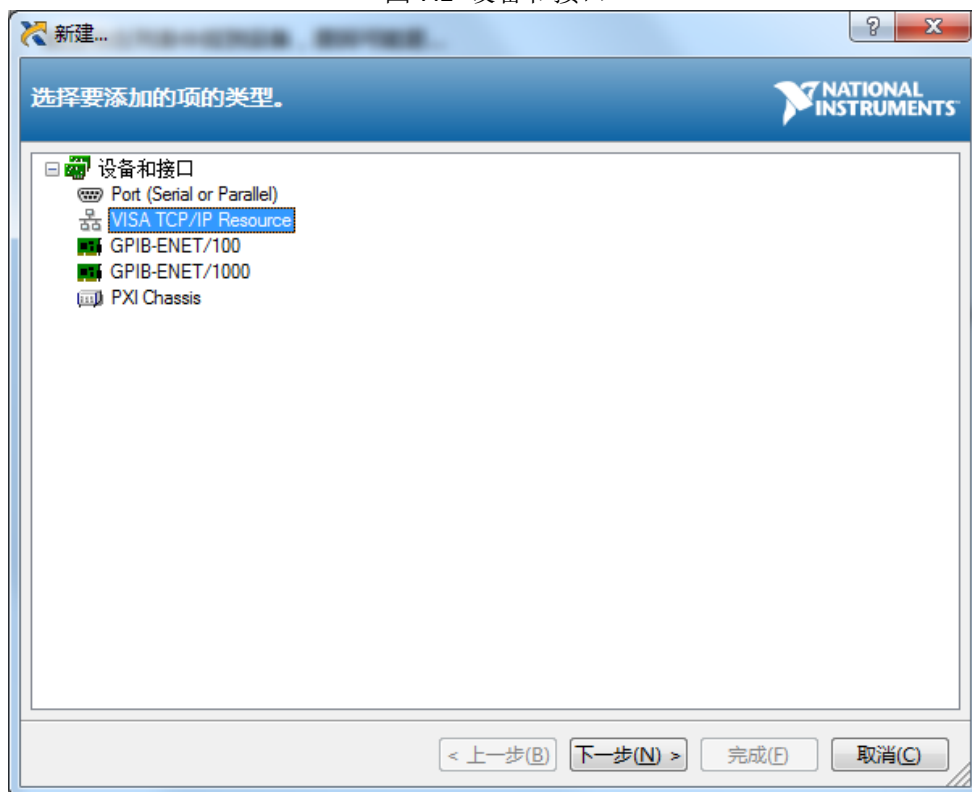 新建...
选择要添加的项的类型。
NATIONAL
INSTRUMENTS
设备和接口
Port (Serial or Parallel)
VISA TCP/IP Resource
GPIB-ENET/100
GPIB-ENET/1000
PXI Chassis
< 上一步(B)
下一步(N) >
完成(F)
取消(C)